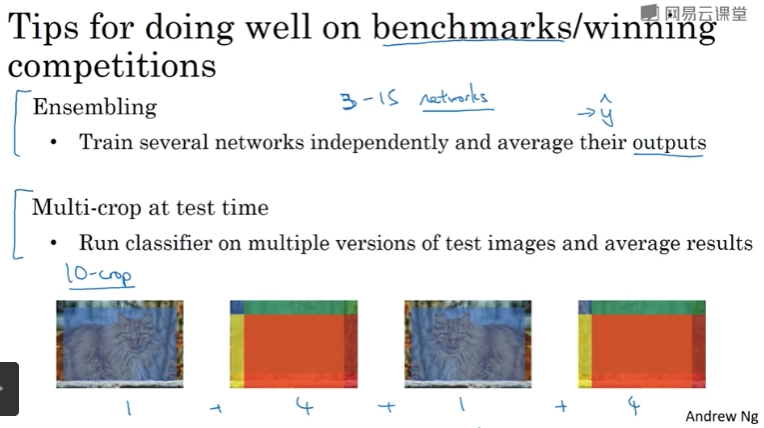 网易云课堂
Tips for doing well on benchmarks/winning
competitions
Ensembling
3-15 networks
→ ŷ
• Train several networks independently and average their outputs
Multi-crop at test time
• Run classifier on multiple versions of test images and average results
10-crop
1 + 4 + 1 + 4
Andrew Ng